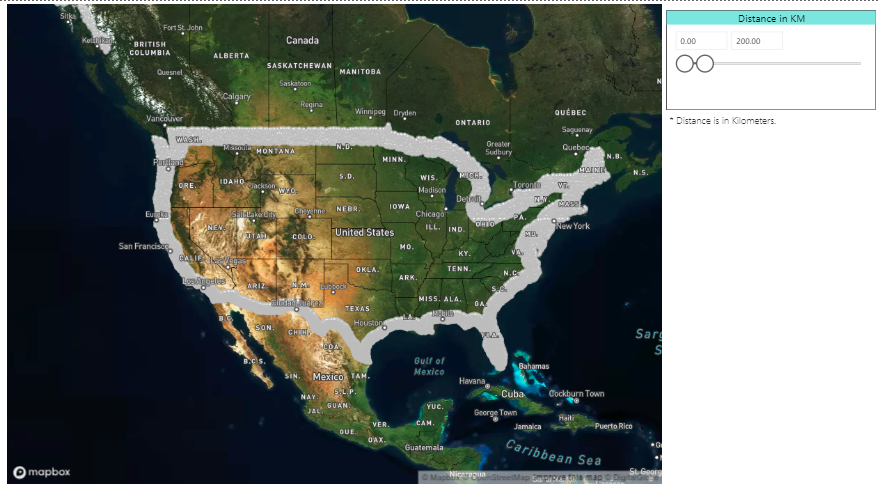 Distance in KM
0.00
200.00
* Distance is in Kilometers.
Sitka
Ketchikan
Fort St. John
BRITISH
COLUMBIA
ALBERTA
Canada
SASKATCHEWAN
MANITOBA
Quesnel
Saskatoon
Calgary
Regina
Winnipeg
Dryden
ONTARIO
QUÉBEC
Vancouver
Saguenay
WASH.
Missoula
MONTANA
N.D.
MINN.
Greater
Sudbury
Quebec
N.B.
Portland
MAINE
N.S.
ORE.
IDAHO
Jackson
WYO.
S.D.
WIS.
MICH.
Toronto
VT.
Madison
Detroit
N.Y.
MASS.
Eureka
Salt Lake City
Cheyenne
NEBR.
IOWA
Chicago
OHIO
PA.
New York
NEV.
UTAH
COLO.
United States
ILL.
IND.
MD.
San Francisco
MO.
KY.
VA.
CALIF.
Las Vegas
OKLA.
TENN.
N.C.
Los Angeles
ARIZ.
N.M.
Lubbock
ARK.
S.C.
Ciudad Juárez
TEXAS
MISS.
ALA.
GA.
B.C.
SON.
CHIH.
Houston
LA.
Mobile
FLA.
COA.
B.C.S.
Gulf of
Mexico
Bahamas
SIN.
Mexico
TAM.
Havana
Cuba
Cockburn Town
NAY.
S.L.P.
GUAN.
JAL.
YUC.
George Town
Haiti
Jamaica
Puerto Rico
GUE.
VER.
CAM.
OAX.
Guatemala
Caribbean Sea
St. Georg
Nicaragua
mapbox
© Mapbox © OpenStreetMap Improve this map © DigitalGlobe